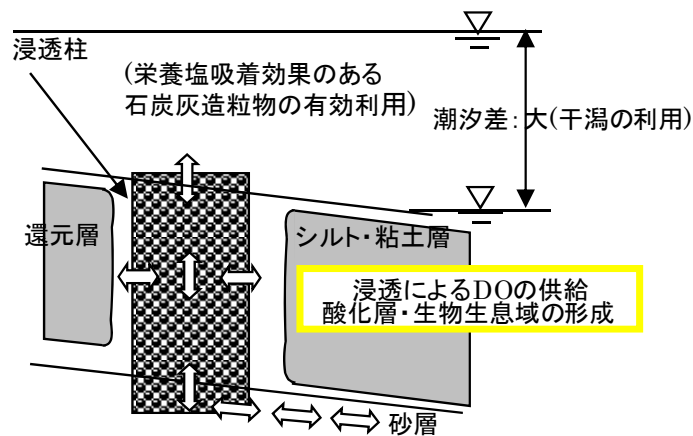 浸透柱
(栄養塩吸着効果のある
石炭灰造粒物の有効利用)
潮汐差：大(干潟の利用)
還元層
シルト・粘土層
浸透によるDOの供給
酸化層・生物生息域の形成
砂層